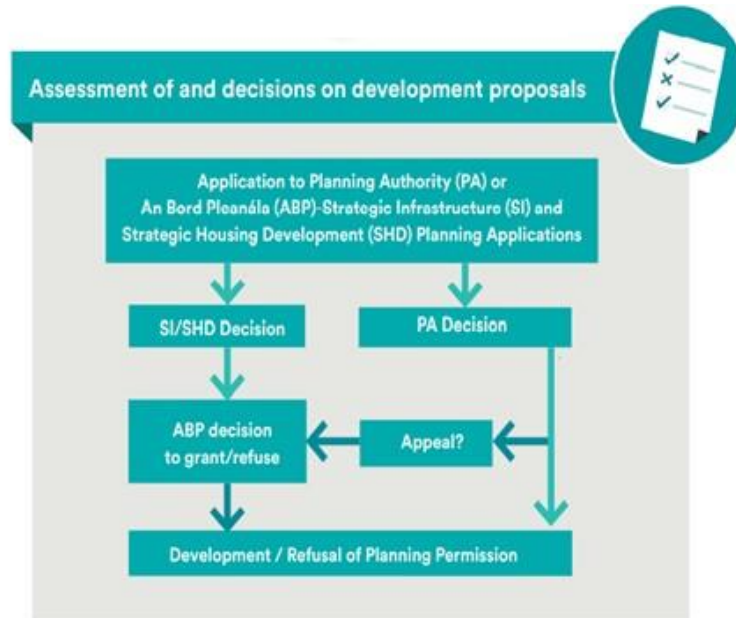 Assessment of and decisions on development proposals
Application to Planning Authority (PA) or
An Bord Pleanála (ABP)-Strategic Infrastructure (SI) and
Strategic Housing Development (SHD) Planning Applications
SI/SHD Decision
PA Decision
ABP decision
to grant/refuse
Appeal?
Development / Refusal of Planning Permission